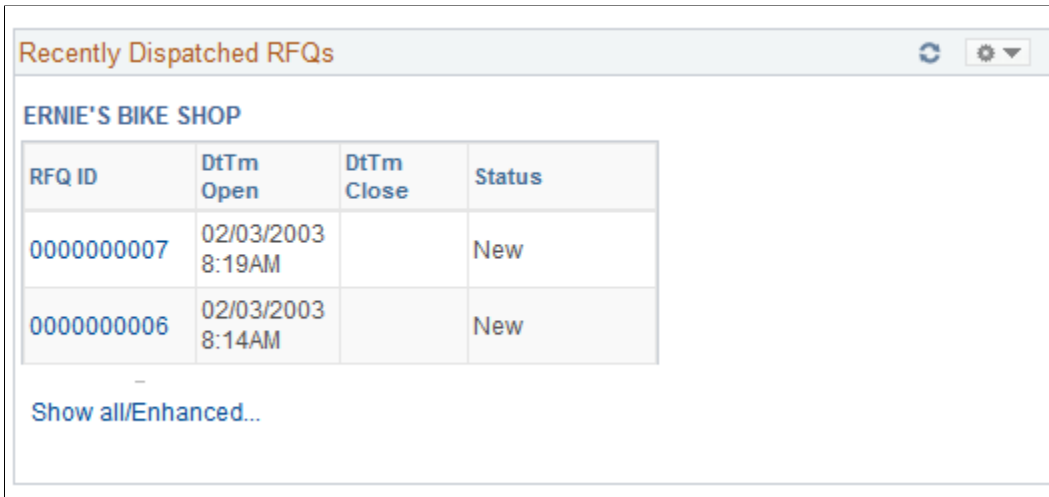 Recently Dispatched RFQs
ERNIE'S BIKE SHOP
RFQ ID
DtTm
Open
DtTm
Close
Status
0000000007
02/03/2003
8:19AM
New
0000000006
02/03/2003
8:14AM
New
Show all/Enhanced...